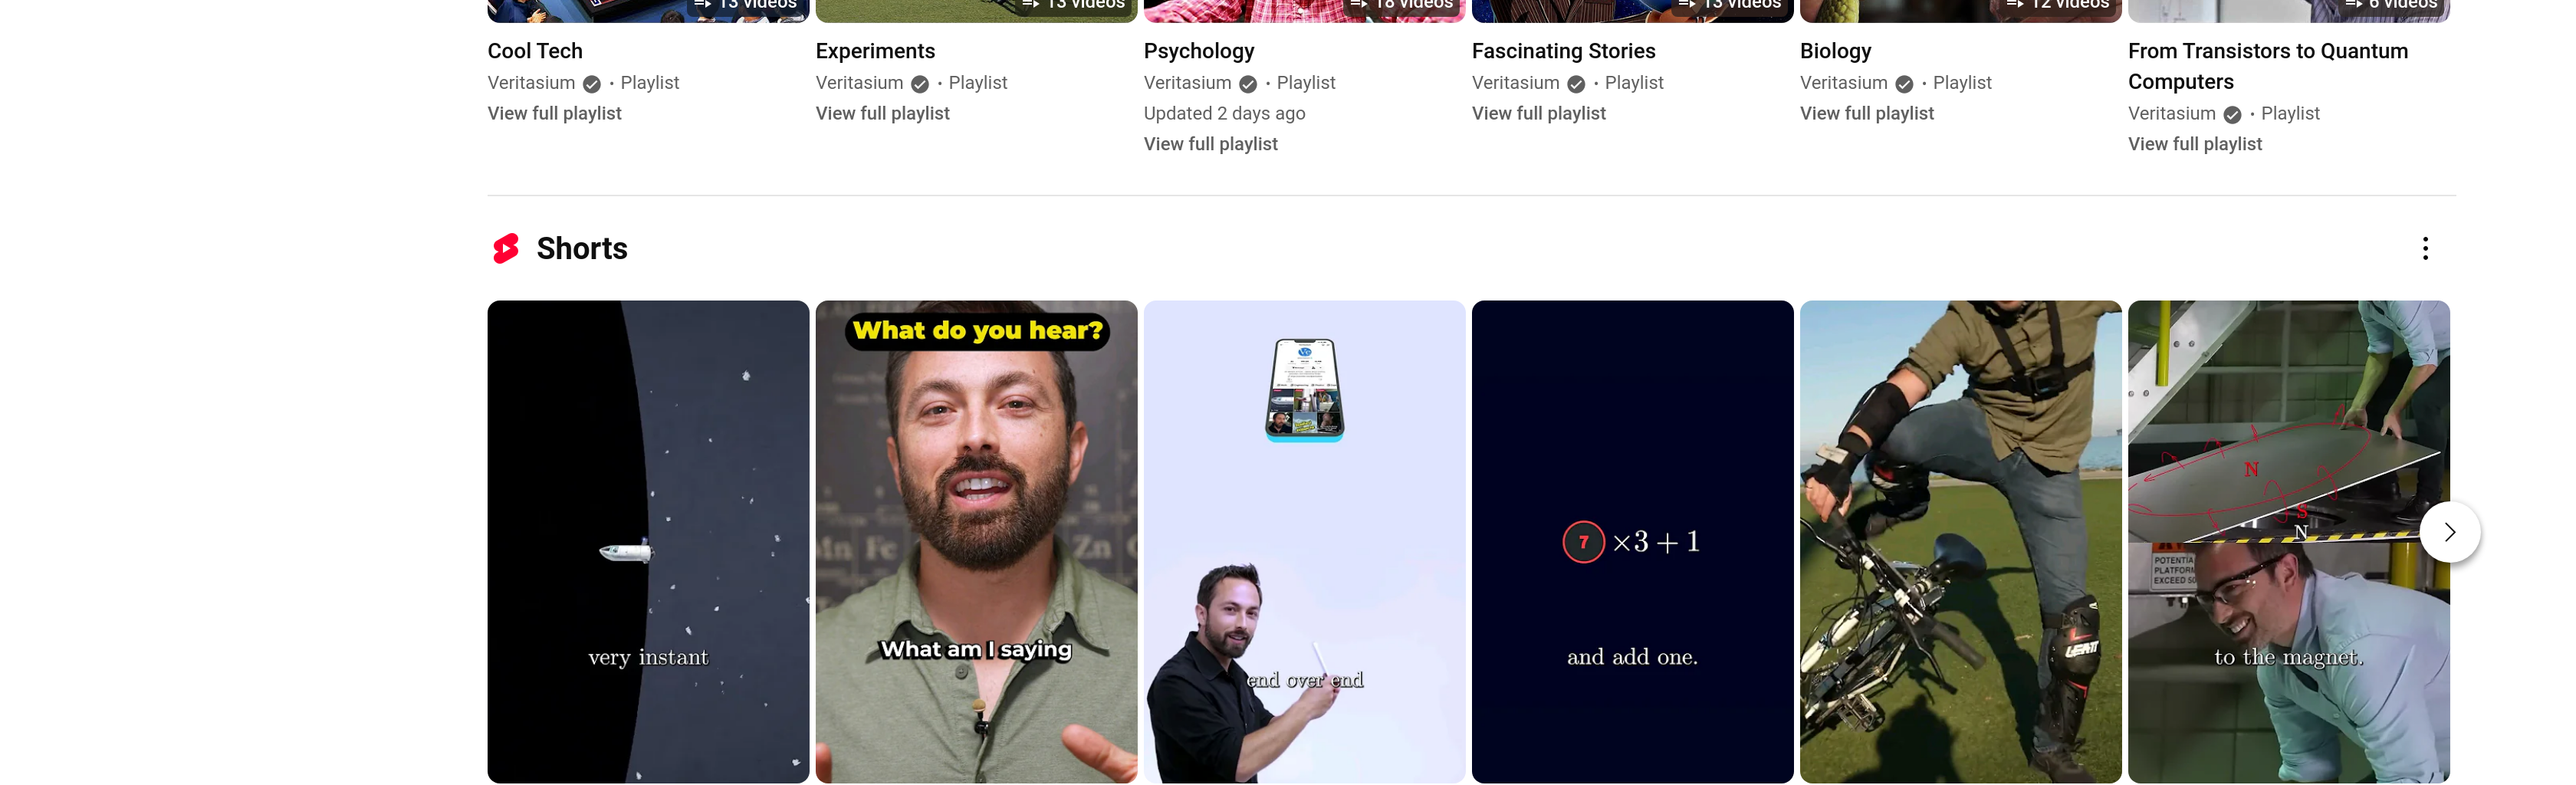 13 videos
13 videos
18 videos
13 videos
12 videos
6 videos
Cool Tech
Veritasium • Playlist
View full playlist
Experiments
Veritasium • Playlist
View full playlist
Psychology
Veritasium • Playlist
Updated 2 days ago
View full playlist
Fascinating Stories
Veritasium • Playlist
View full playlist
Biology
Veritasium • Playlist
View full playlist
From Transistors to Quantum
Computers
Veritasium • Playlist
View full playlist
Shorts
very instant
What do you hear?
Fe
Zn
What am I saying
end over end
7 ×3 + 1
and add one.
N
S
N
POTENTIA
PLATFORM
EXCEED 50
to the magnet.